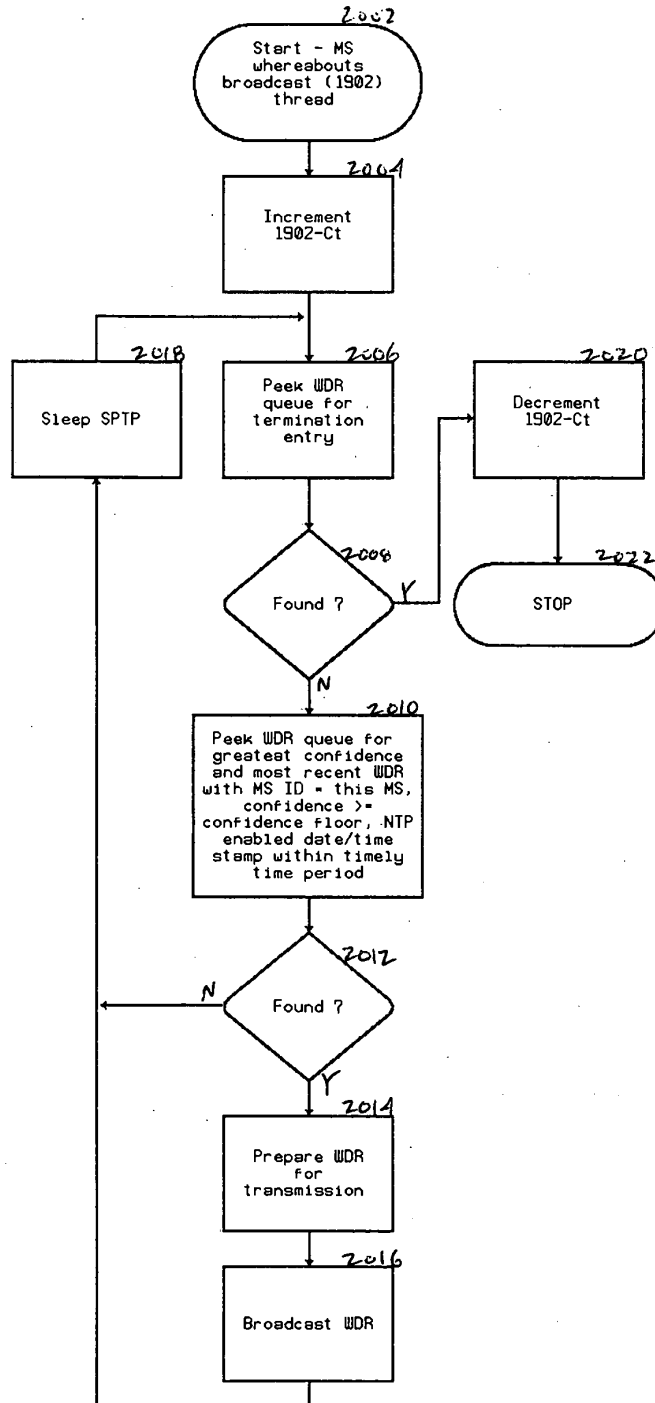 2002
Start - MS
whereabouts
broadcast (1902)
thread
2004
Increment
1902-Ct
2018
Sleep SPTP
2006
Peek WDR
queue for
termination
entry
2020
Decrement
1902-Ct
2008
Found ?
Y
N
2022
STOP
2010
Peek WDR queue for
greatest confidence
and most recent WDR
with MS ID = this MS,
confidence >=
confidence floor, NTP
enabled date/time
stamp within timely
time period
2012
Found ?
N
Y
2014
Prepare WDR
for
transmission
2016
Broadcast WDR